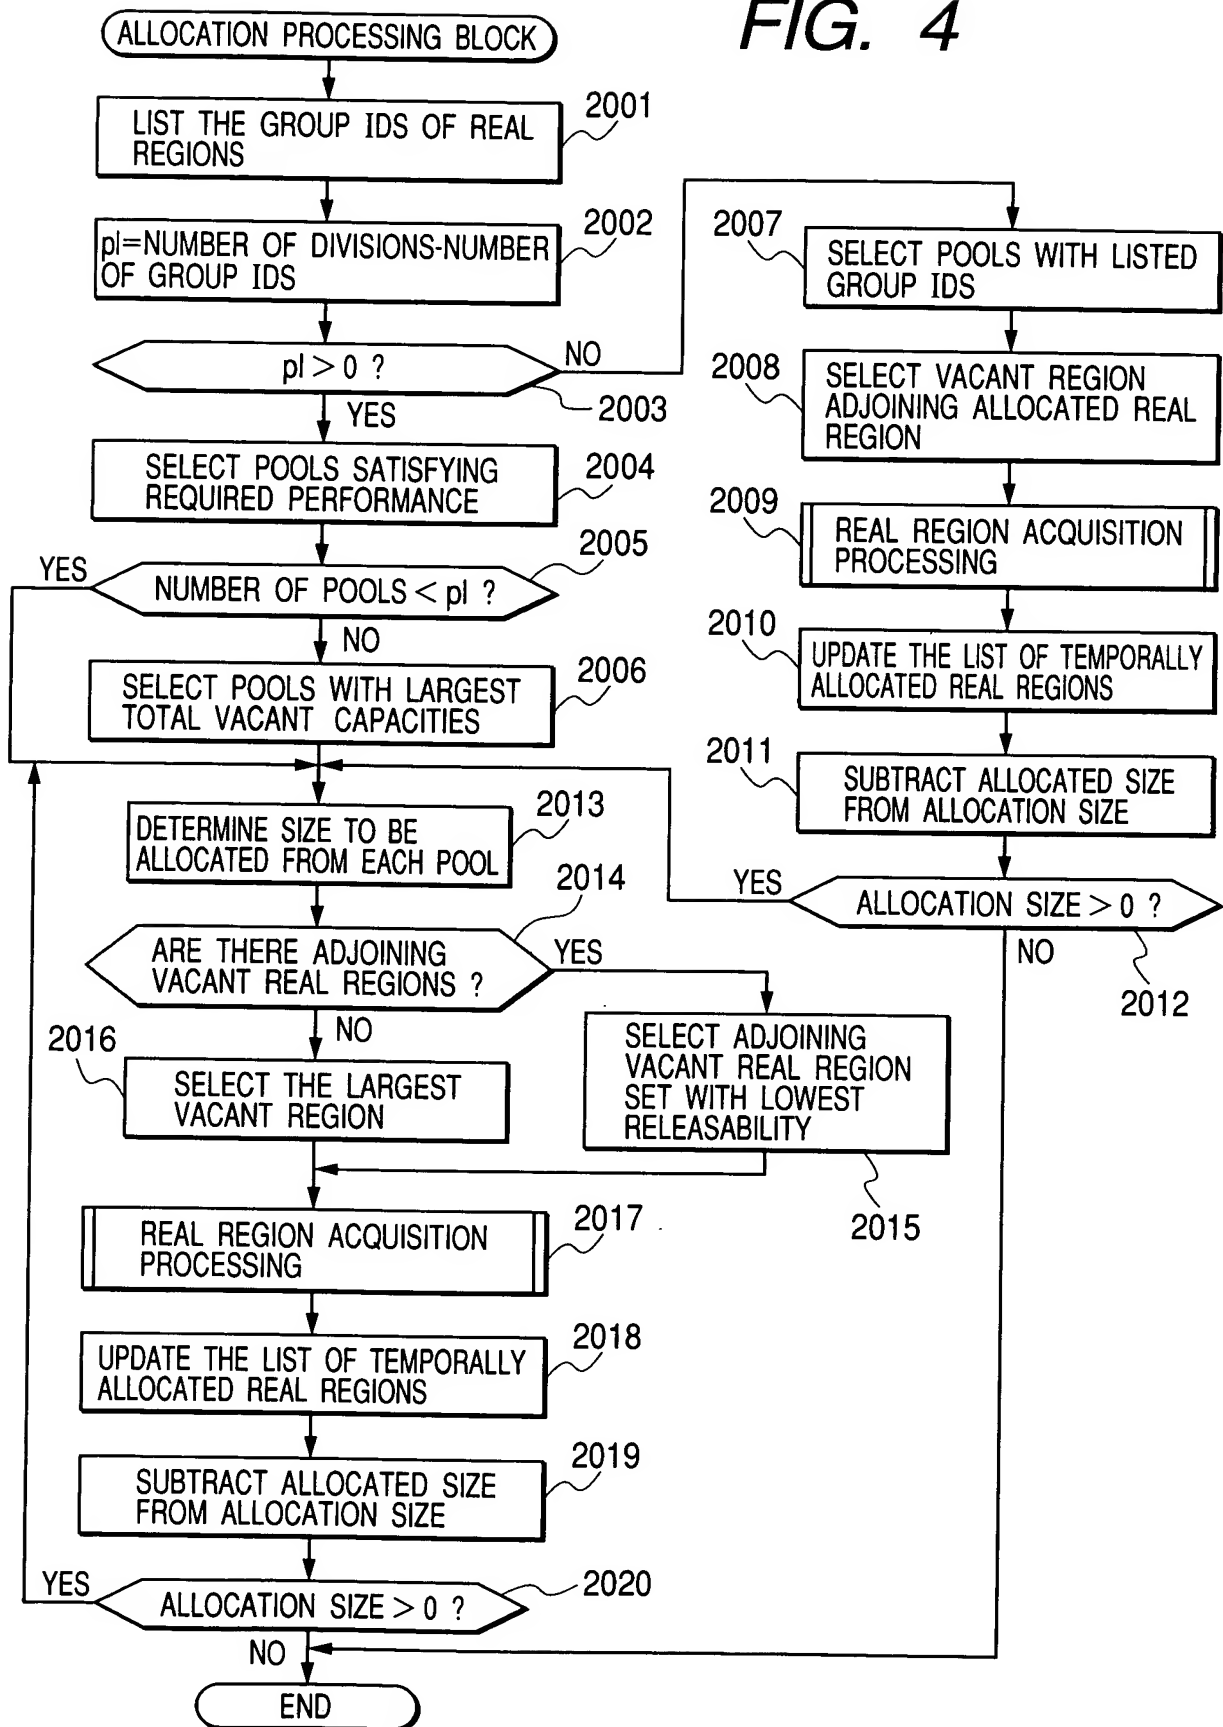 FIG. 4
ALLOCATION PROCESSING BLOCK
2001
LIST THE GROUP IDS OF REAL
REGIONS
2002
pl=NUMBER OF DIVISIONS-NUMBER
OF GROUP IDS
pl > 0 ?
NO
2003
YES
2004
SELECT POOLS SATISFYING
REQUIRED PERFORMANCE
2005
YES
NUMBER OF POOLS < pl ?
NO
2006
SELECT POOLS WITH LARGEST
TOTAL VACANT CAPACITIES
2007
SELECT POOLS WITH LISTED
GROUP IDS
2008
SELECT VACANT REGION
ADJOINING ALLOCATED REAL
REGION
2009
REAL REGION ACQUISITION
PROCESSING
2010
UPDATE THE LIST OF TEMPORALLY
ALLOCATED REAL REGIONS
2011
SUBTRACT ALLOCATED SIZE
FROM ALLOCATION SIZE
YES
ALLOCATION SIZE > 0 ?
NO
2012
2013
DETERMINE SIZE TO BE
ALLOCATED FROM EACH POOL
2014
ARE THERE ADJOINING
VACANT REAL REGIONS ?
YES
NO
2016
SELECT THE LARGEST
VACANT REGION
SELECT ADJOINING
VACANT REAL REGION
SET WITH LOWEST
RELEASABILITY
2015
2017
REAL REGION ACQUISITION
PROCESSING
2018
UPDATE THE LIST OF TEMPORALLY
ALLOCATED REAL REGIONS
2019
SUBTRACT ALLOCATED SIZE
FROM ALLOCATION SIZE
YES
2020
ALLOCATION SIZE > 0 ?
NO
END